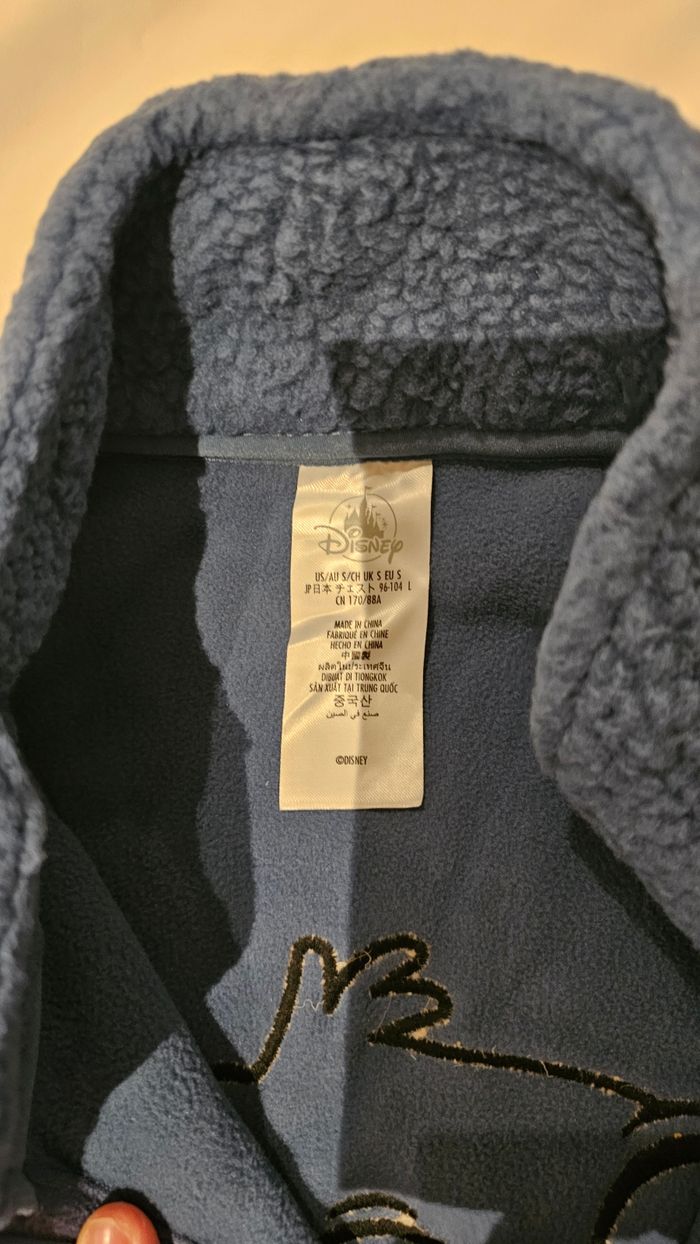 Disney
US/AU S/CH UK S EU S
JP日本 チェスト 96-104 L
CN 170/88A
MADE IN CHINA
FABRIQUÉ EN CHINE
HECHO EN CHINA
中國製
ผลิตในประเทศจีน
DIBUAT DI TIONGKOK
SẢN XUẤT TẠI TRUNG QUỐC
중국산
صنع في الصين
©DISNEY